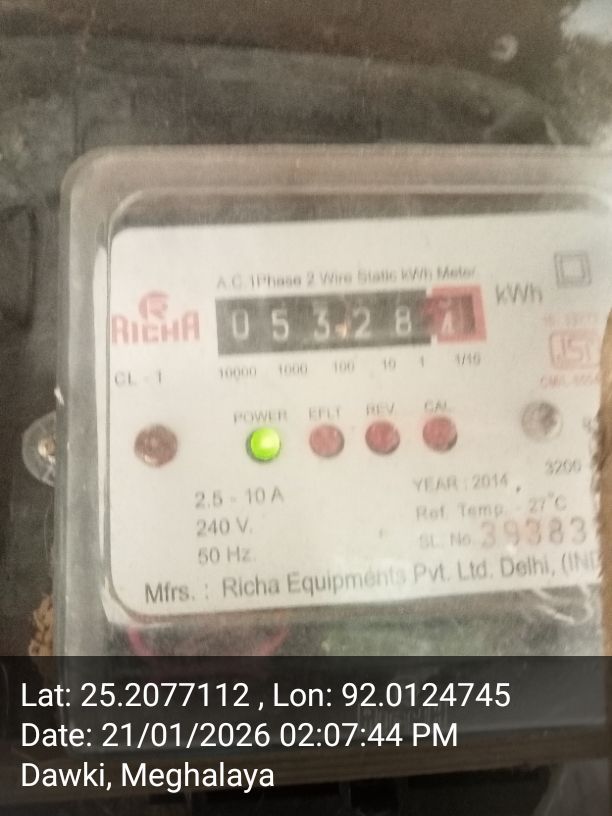 A.C. 1Phase 2 Wire Static kWh Meter
RICHA
0 5 3 2 8
kWh
10000 1000 100 10 1 1/10
CL - 1
POWER EFLT REV CAL
3200
2.5 - 10 A
240 V.
50 Hz.
YEAR : 2014
Ref. Temp. - 27°C
SL. No. 39383
Mfrs. : Richa Equipments Pvt. Ltd. Delhi,
Lat: 25.2077112 , Lon: 92.0124745
Date: 21/01/2026 02:07:44 PM
Dawki, Meghalaya